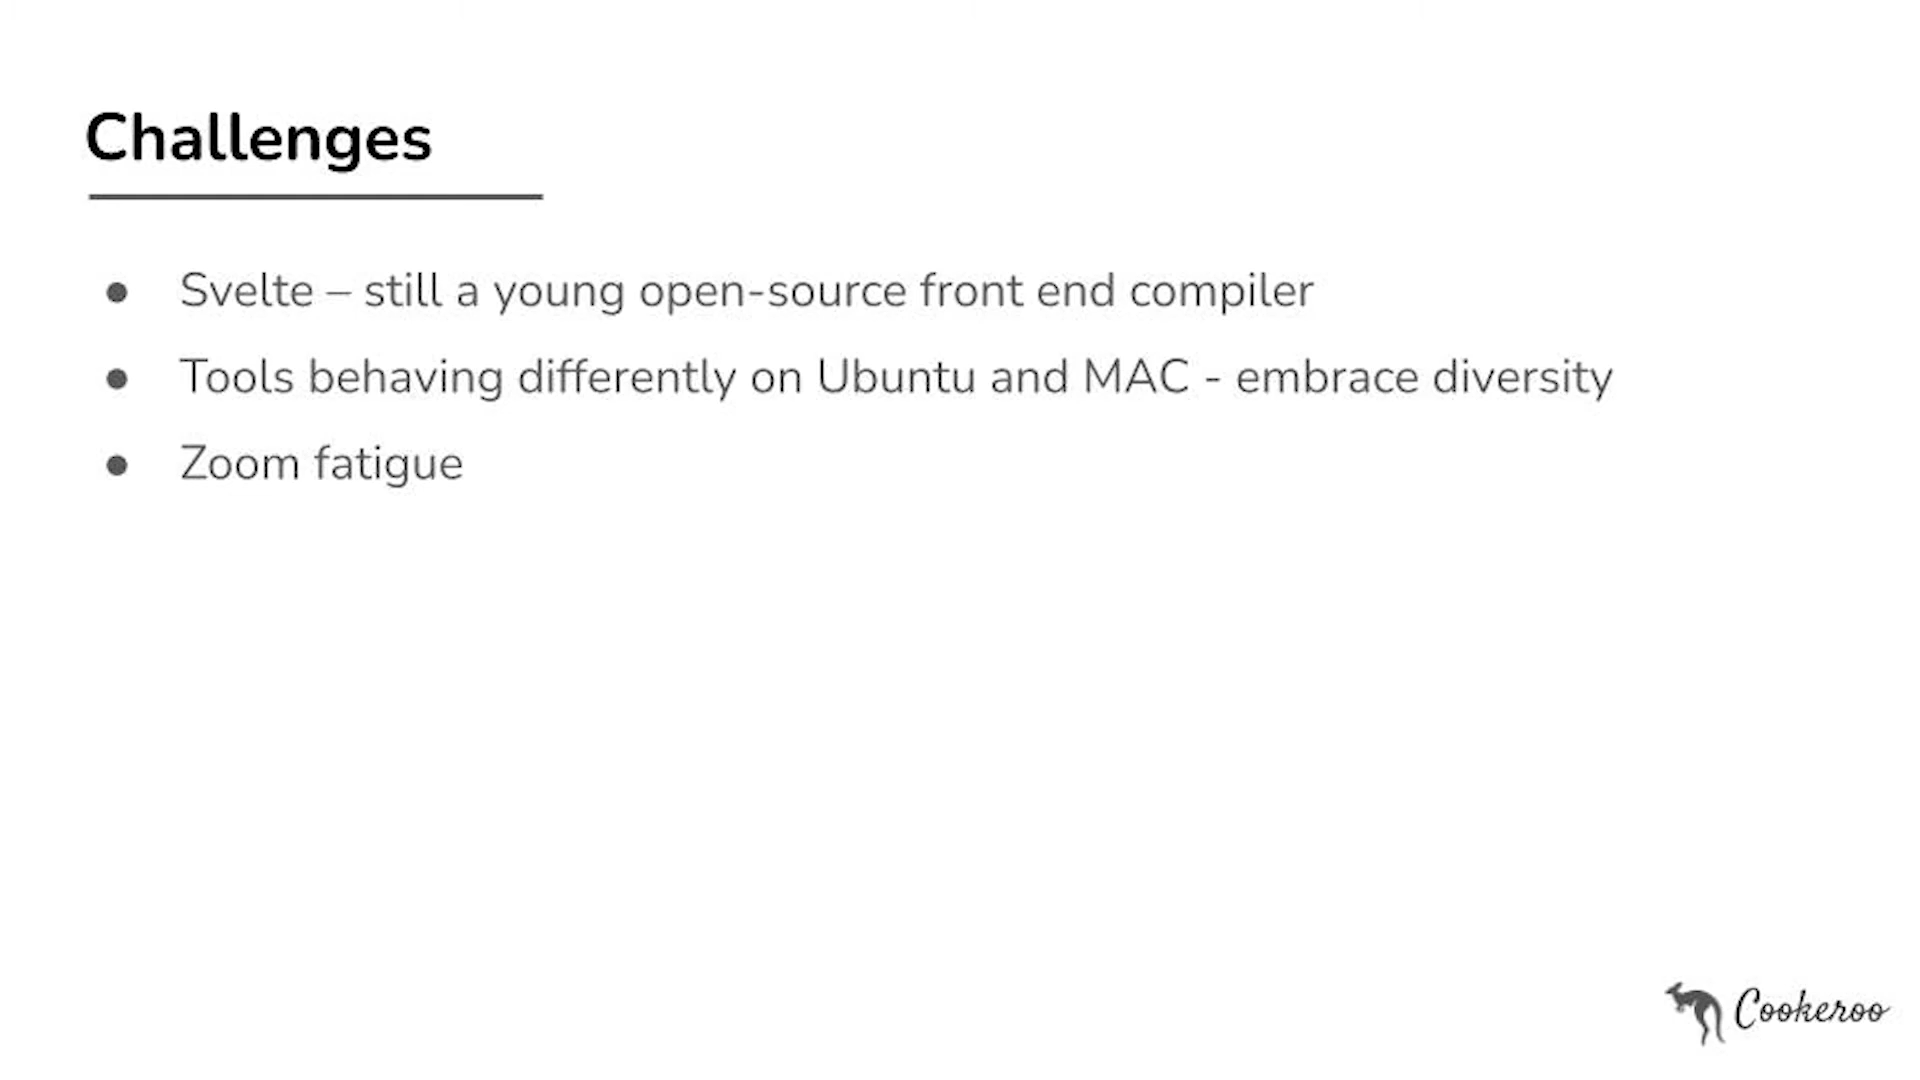 Challenges
● Svelte – still a young open-source front end compiler
● Tools behaving differently on Ubuntu and MAC - embrace diversity
● Zoom fatigue
Cookeroo